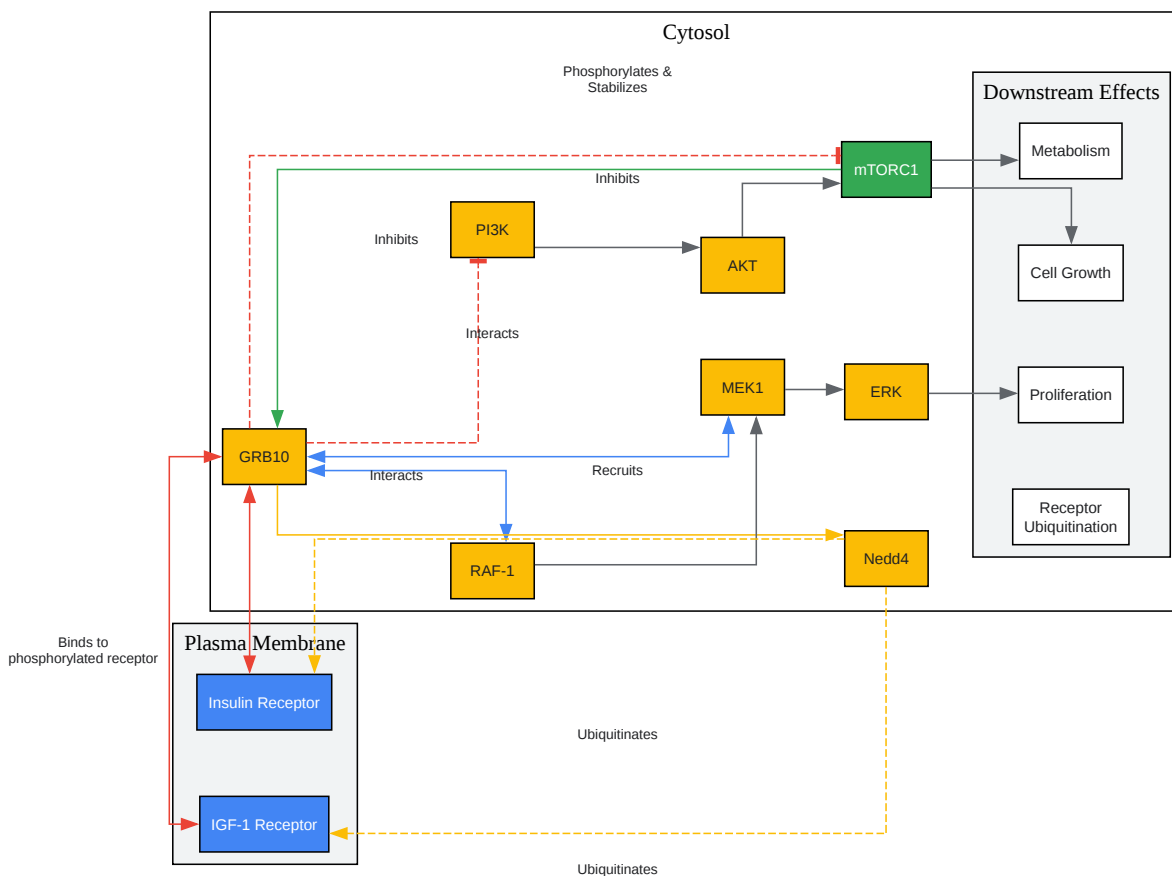 Cytosol
Phosphorylates &
Stabilizes
Downstream Effects
Metabolism
mTORC1
Inhibits
PI3K
Inhibits
AKT
Cell Growth
Interacts
MEK1
ERK
Proliferation
GRB10
Interacts
Recruits
Receptor
Ubiquitination
RAF-1
Nedd4
Binds to
phosphorylated receptor
Plasma Membrane
Insulin Receptor
Ubiquitinates
IGF-1 Receptor
Ubiquitinates